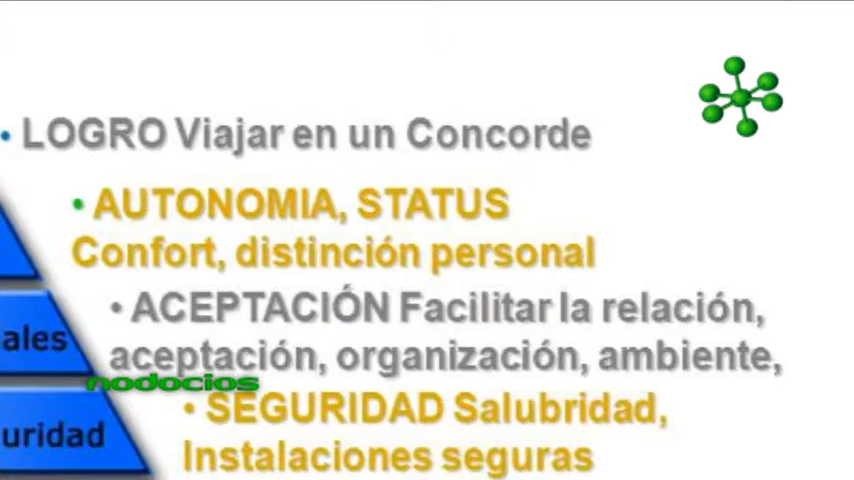 • LOGRO Viajar en un Concorde
• AUTONOMIA, STATUS
Confort, distinción personal
• ACEPTACIÓN Facilitar la relación,
ales
aceptación, organización, ambiente,
nodocios
• SEGURIDAD Salubridad,
uridad
Instalaciones seguras